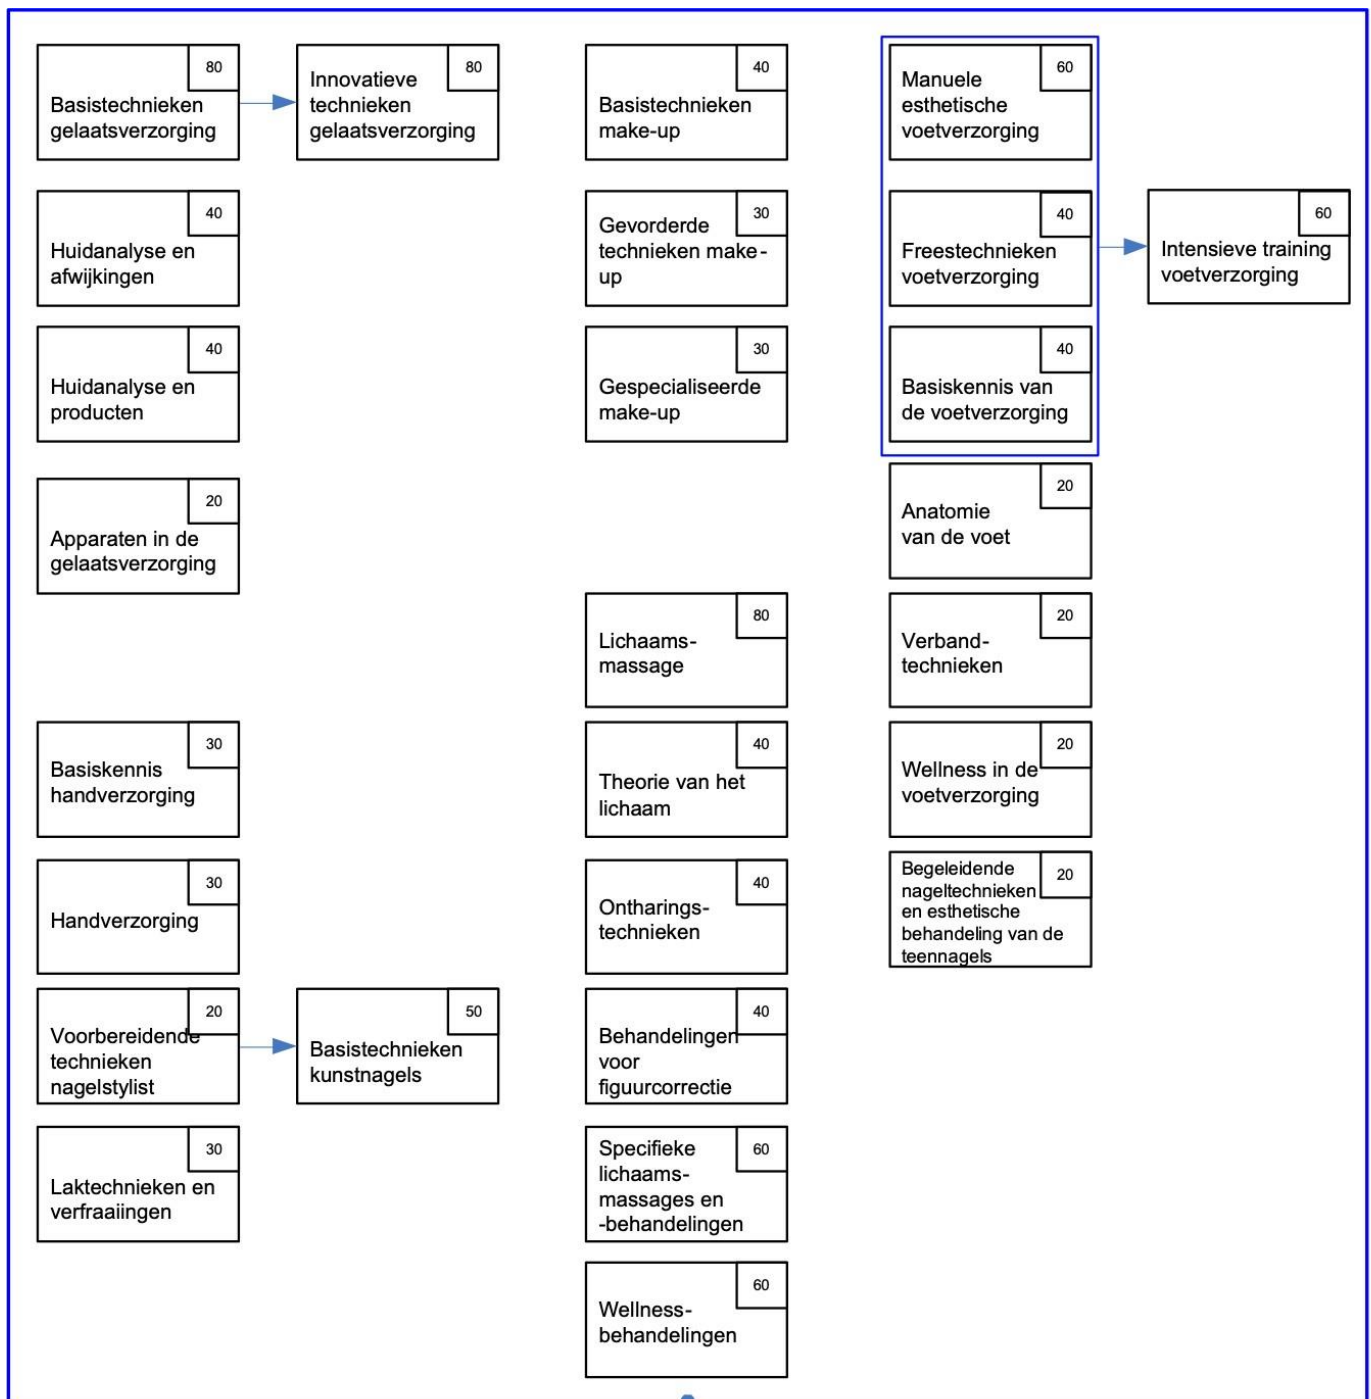 80
Basistechnieken
gelaatsverzorging
80
Innovatieve
technieken
gelaatsverzorging
40
Basistechnieken
make-up
60
Manuele
esthetische
voetverzorging
40
Huidanalyse en
afwijkingen
30
Gevorderde
technieken make-
up
40
Freestechnieken
voetverzorging
60
Intensieve training
voetverzorging
40
Huidanalyse en
producten
30
Gespecialiseerde
make-up
40
Basiskennis van
de voetverzorging
20
Apparaten in de
gelaatsverzorging
20
Anatomie
van de voet
80
Lichaams-
massage
20
Verband-
technieken
30
Basiskennis
handverzorging
40
Theorie van het
lichaam
20
Wellness in de
voetverzorging
30
Handverzorging
40
Ontharings-
technieken
20
Begeleidende
nageltechnieken
en esthetische
behandeling van de
teennagels
20
Voorbereidende
technieken
nagelstylist
50
Basistechnieken
kunstnagels
40
Behandelingen
voor
figuurcorrectie
30
Laktechnieken en
verfraaiingen
60
Specifieke
lichaams-
massages en
-behandelingen
60
Wellness-
behandelingen